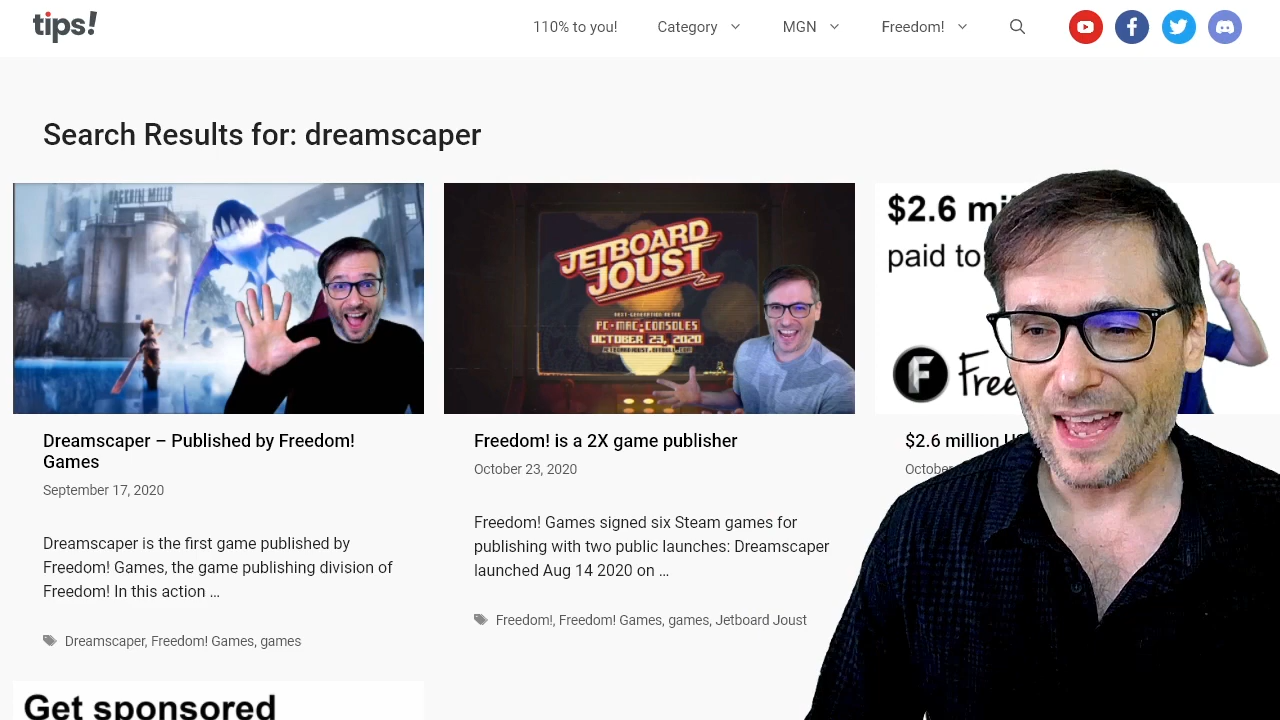 tips!
110% to you!
Category
MGN
Freedom!
Search Results for: dreamscaper
JETBOARD
JOUST
NEXT-GENERATION RETRO
PC·MAC·CONSOLES
OCTOBER 23, 2020
$2.6 mi
paid to
F Free
Dreamscaper – Published by Freedom!
Games
September 17, 2020
Dreamscaper is the first game published by
Freedom! Games, the game publishing division of
Freedom! In this action ...
Dreamscaper, Freedom! Games, games
Freedom! is a 2X game publisher
October 23, 2020
Freedom! Games signed six Steam games for
publishing with two public launches: Dreamscaper
launched Aug 14 2020 on ...
Freedom!, Freedom! Games, games, Jetboard Joust
$2.6 million
October
Get sponsored